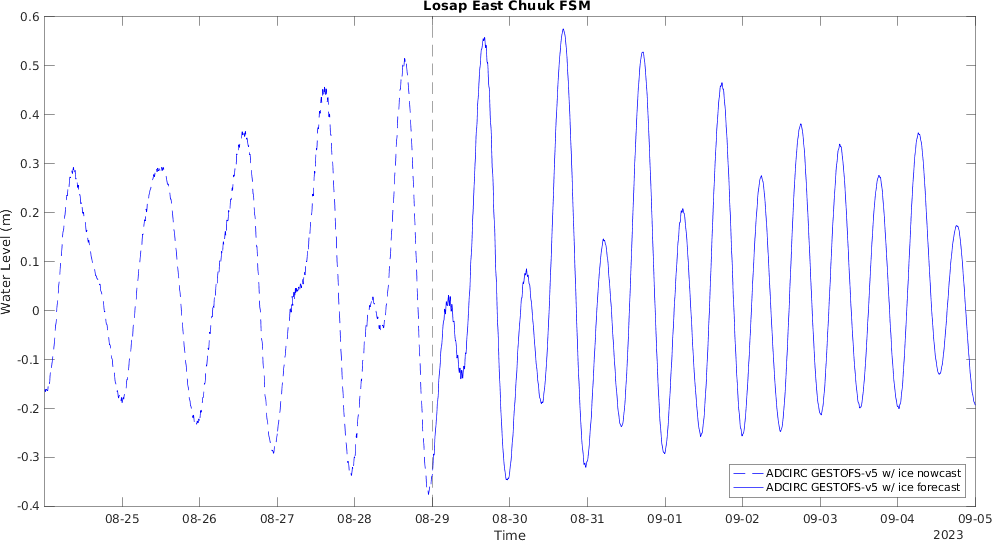 Losap East Chuuk FSM
0.6
0.5
0.4
0.3
0.2
0.1
0
-0.1
-0.2
-0.3
-0.4
Water Level (m)
ADCIRC GESTOFS-v5 w/ ice nowcast
ADCIRC GESTOFS-v5 w/ ice forecast
08-25 08-26 08-27 08-28 08-29 08-30 08-31 09-01 09-02 09-03 09-04 09-05
Time
2023